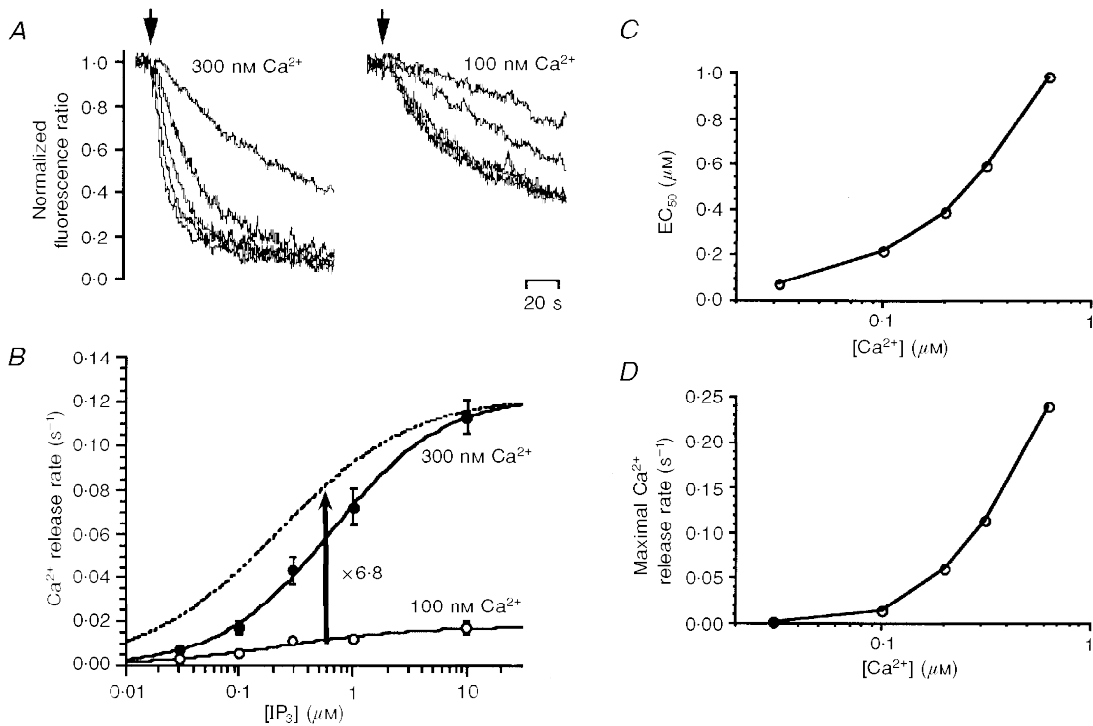 A
300 nM Ca²⁺
100 nM Ca²⁺
Normalized
fluorescence ratio
1·0
0·8
0·6
0·4
0·2
0·0
20 s
B
Ca²⁺ release rate (s⁻¹)
0·14
0·12
0·10
0·08
0·06
0·04
0·02
0·00
300 nM Ca²⁺
×6·8
100 nM Ca²⁺
0·01
0·1
1
10
[IP₃] (μM)
C
EC₅₀ (μM)
1·0
0·8
0·6
0·4
0·2
0·0
0·1
1
[Ca²⁺] (μM)
D
Maximal Ca²⁺
release rate (s⁻¹)
0·25
0·20
0·15
0·10
0·05
0·00
0·1
1
[Ca²⁺] (μM)